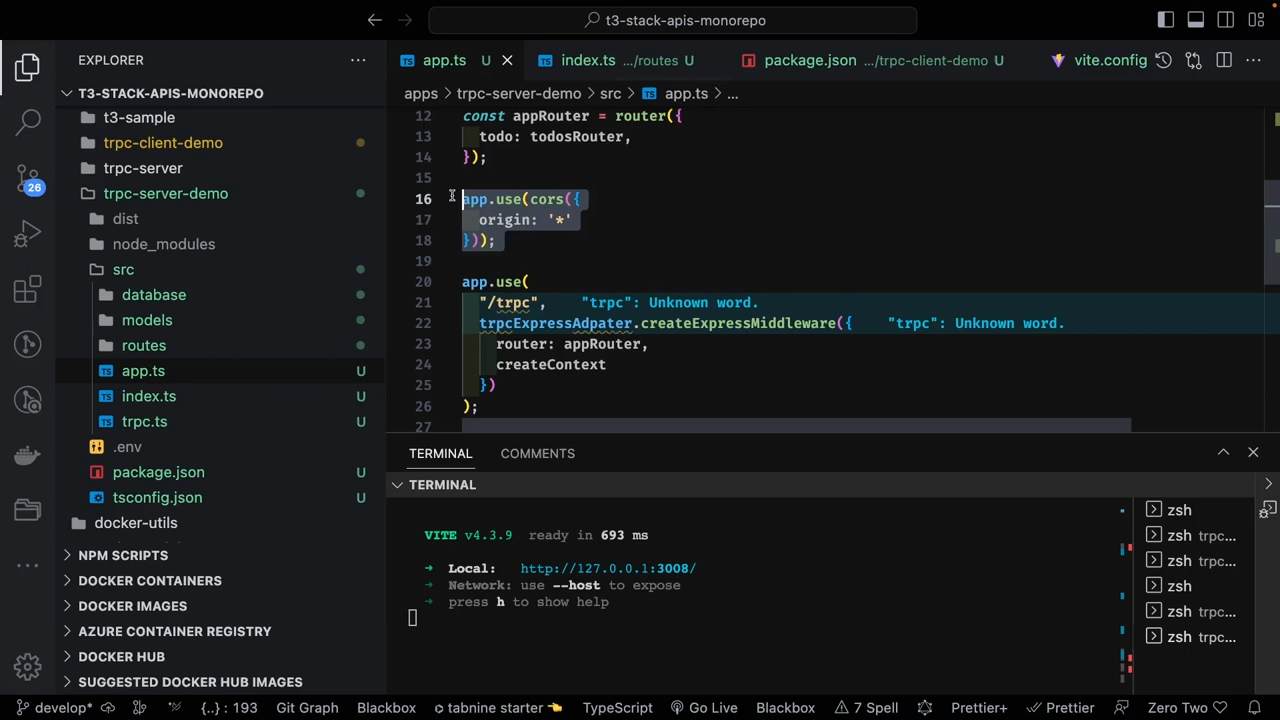 t3-stack-apis-monorepo
EXPLORER
T3-STACK-APIS-MONOREPO
t3-sample
trpc-client-demo
trpc-server
trpc-server-demo
dist
node_modules
src
database
models
routes
app.ts U
index.ts U
trpc.ts U
.env
package.json U
tsconfig.json U
docker-utils
NPM SCRIPTS
DOCKER CONTAINERS
DOCKER IMAGES
AZURE CONTAINER REGISTRY
DOCKER HUB
SUGGESTED DOCKER HUB IMAGES
26
TS app.ts U
TS index.ts .../routes U
package.json .../trpc-client-demo U
vite.config
apps > trpc-server-demo > src > TS app.ts > ...
12 const appRouter = router({
13 todo: todosRouter,
14 });
15
16 app.use(cors({
17 origin: '*'
18 }));
19
20 app.use(
21 "/trpc", "trpc": Unknown word.
22 trpcExpressAdpater.createExpressMiddleware({ "trpc": Unknown word.
23 router: appRouter,
24 createContext
25 })
26 );
27
TERMINAL
COMMENTS
TERMINAL
VITE v4.3.9 ready in 693 ms
➜ Local: http://127.0.0.1:3008/
➜ Network: use --host to expose
➜ press h to show help
zsh
zsh trpc...
zsh trpc...
zsh
zsh trpc...
zsh trpc...
develop* {..} : 193 Git Graph Blackbox tabnine starter TypeScript Go Live Blackbox 7 Spell Prettier+ Prettier Zero Two